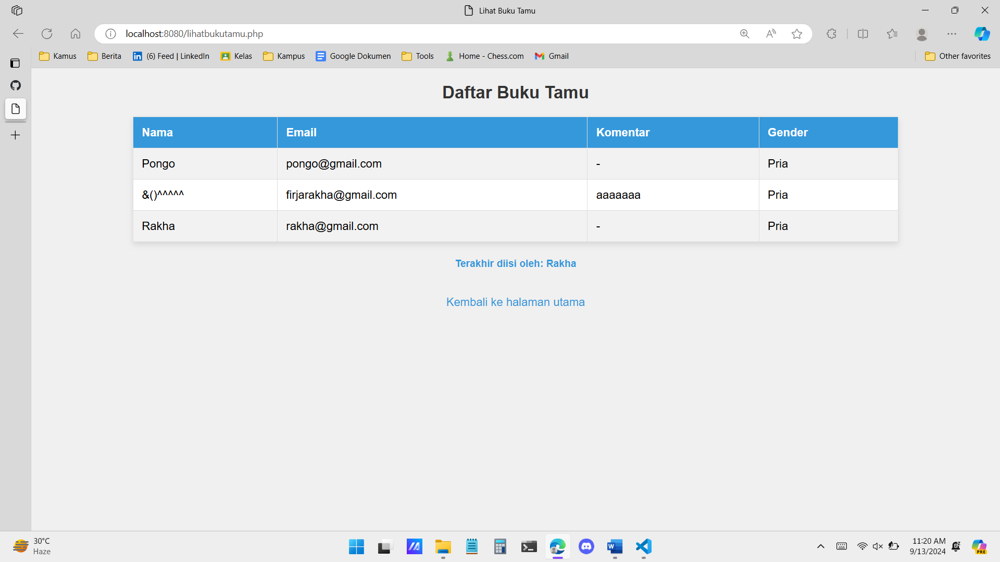 Lihat Buku Tamu
localhost:8080/lihatbukutamu.php
Kamus Berita (6) Feed | LinkedIn Kelas Kampus Google Dokumen Tools Home - Chess.com Gmail Other favorites
Daftar Buku Tamu
Nama Email Komentar Gender
Pongo pongo@gmail.com - Pria
&()^^^^^ firjarakha@gmail.com aaaaaaa Pria
Rakha rakha@gmail.com - Pria
Terakhir diisi oleh: Rakha
Kembali ke halaman utama
30°C
Haze
11:20 AM
9/13/2024
PRE